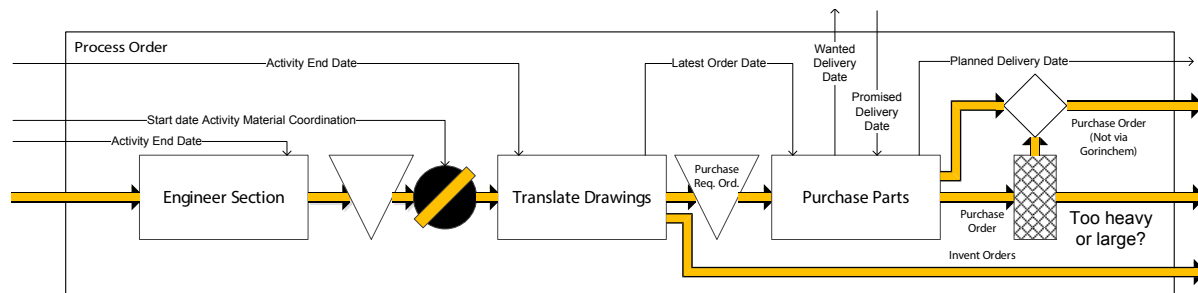 Process Order
Wanted
Delivery
Date
Activity End Date
Latest Order Date
Planned Delivery Date
Promised
Delivery
Date
Start date Activity Material Coordination
Activity End Date
Purchase Order
(Not via
Gorinchem)
Engineer Section
Translate Drawings
Purchase
Req. Ord.
Purchase Parts
Purchase
Order
Too heavy
or large?
Invent Orders